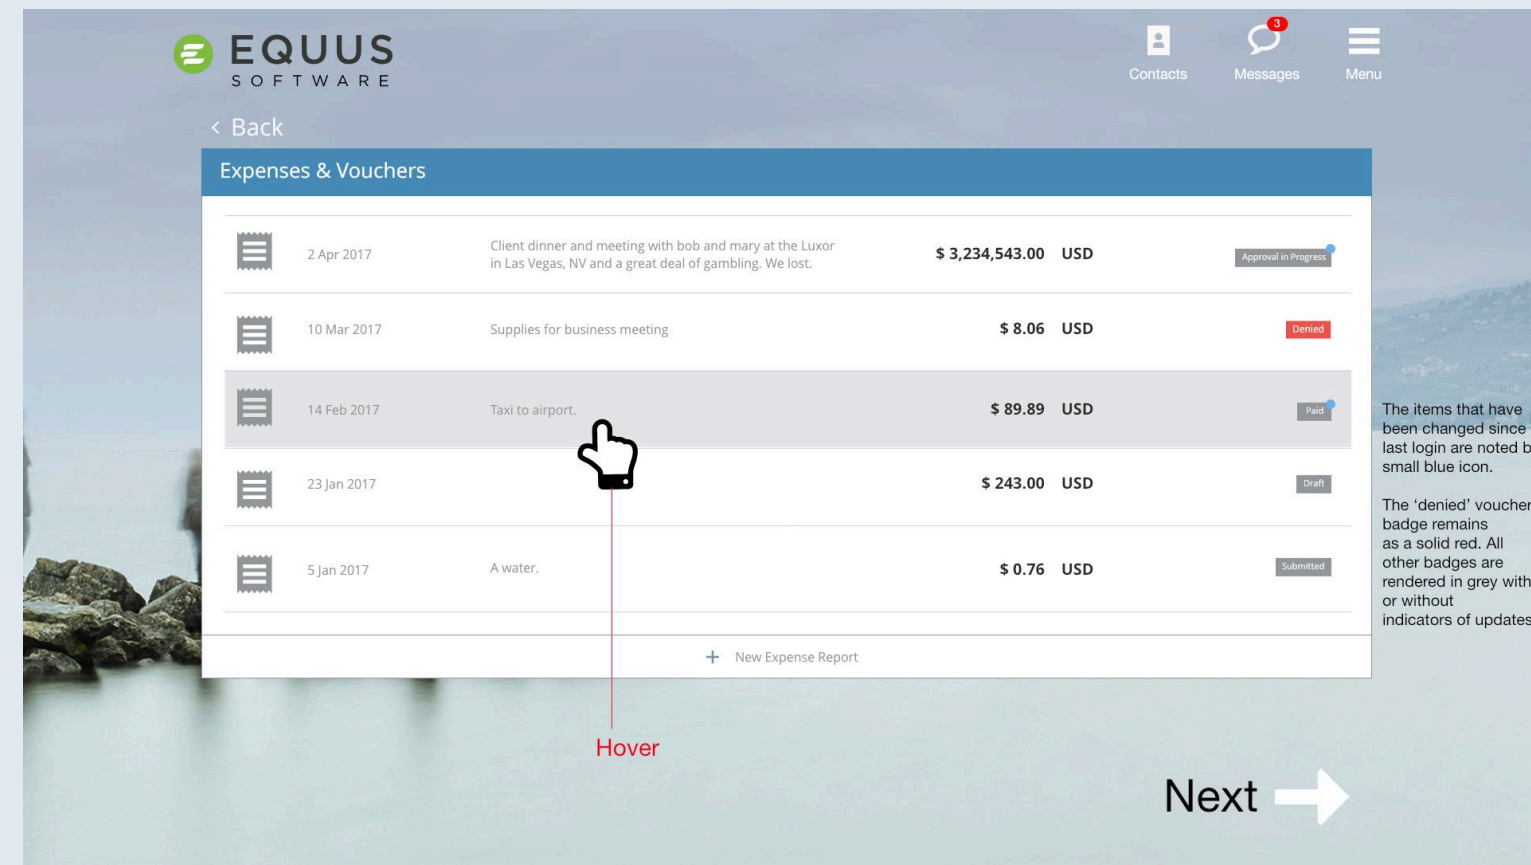 EQUUS
SOFTWARE
3
Contacts
Messages
Menu
< Back
Expenses & Vouchers
2 Apr 2017
Client dinner and meeting with bob and mary at the Luxor
in Las Vegas, NV and a great deal of gambling. We lost.
$ 3,234,543.00 USD
Approval in Progress
10 Mar 2017
Supplies for business meeting
$ 8.06 USD
Denied
14 Feb 2017
Taxi to airport.
$ 89.89 USD
Paid
23 Jan 2017
$ 243.00 USD
Draft
5 Jan 2017
A water.
$ 0.76 USD
Submitted
+ New Expense Report
The items that have
been changed since
last login are noted
small blue icon.
The ‘denied’ voucher
badge remains
as a solid red. All
other badges are
rendered in grey with
or without
indicators of updates
Hover
Next